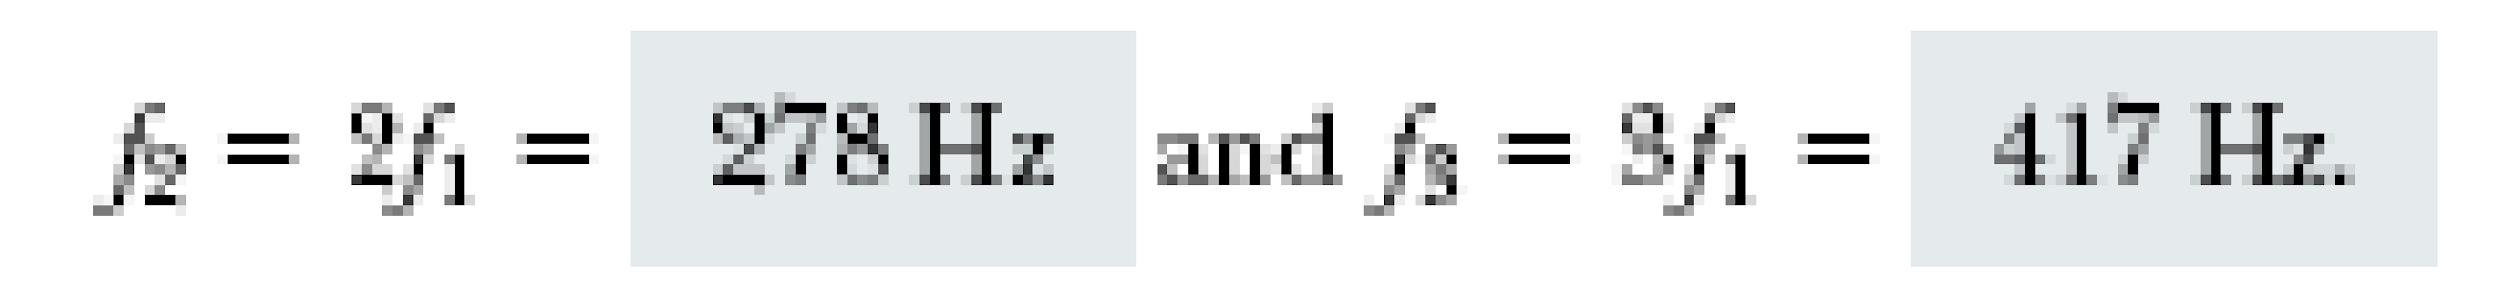 f₂ = 2f₁ = 278 Hz and f₃ = 3f₁ = 417 Hz